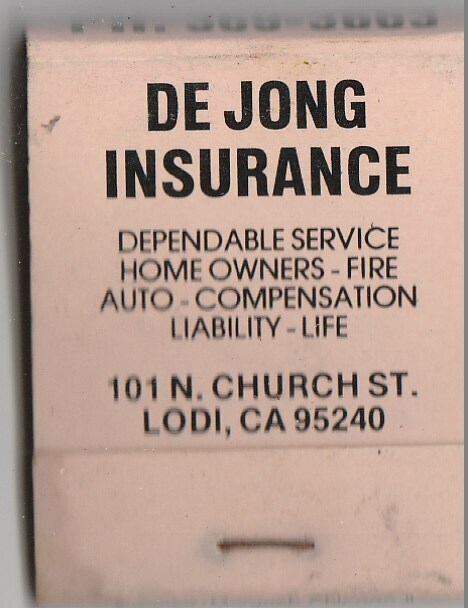 DE JONG
INSURANCE
DEPENDABLE SERVICE
HOME OWNERS - FIRE
AUTO - COMPENSATION
LIABILITY - LIFE
101 N. CHURCH ST.
LODI, CA 95240